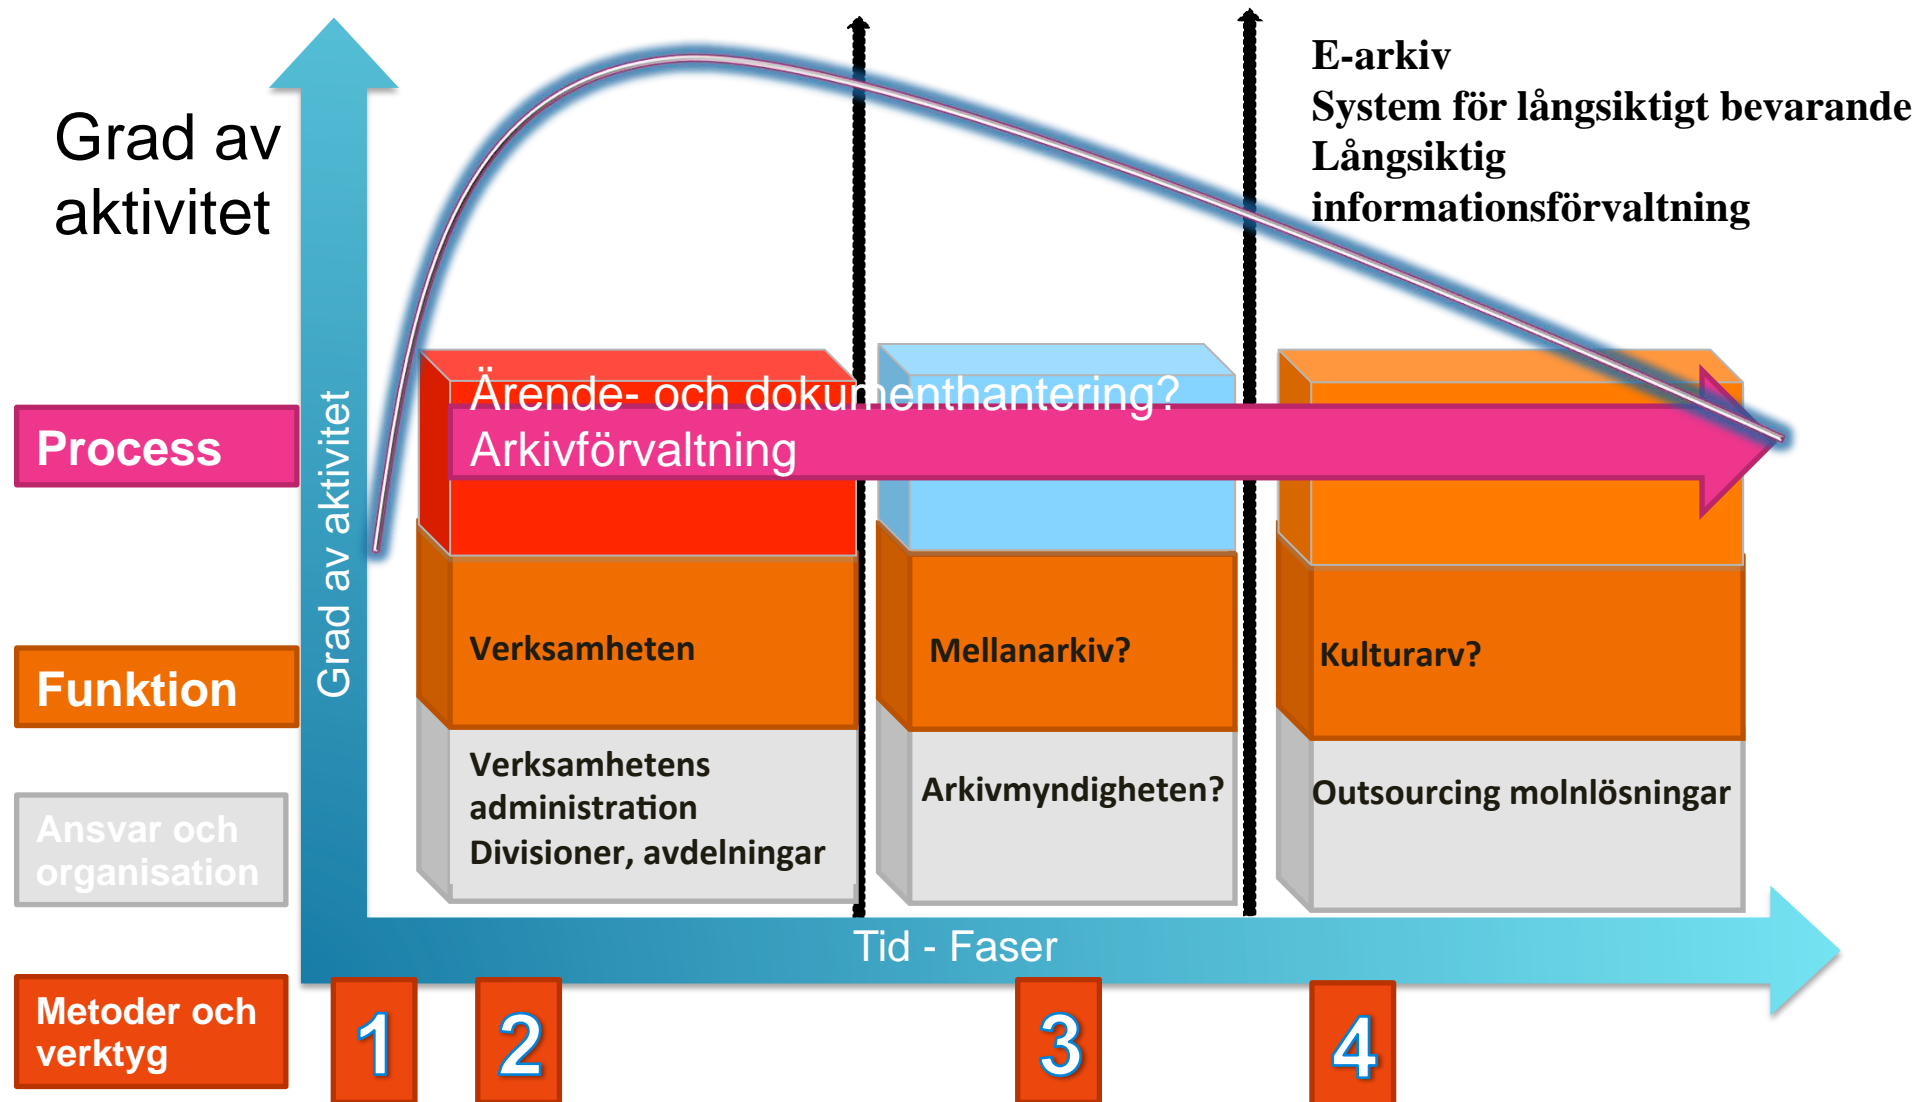 Grad av
aktivitet
E-arkiv
System för långsiktigt bevarande
Långsiktig
informationsförvaltning
Grad av aktivitet
Process
Ärende- och dokumenthantering?
Arkivförvaltning
Funktion
Verksamheten
Mellanarkiv?
Kulturarv?
Ansvar och
organisation
Verksamhetens
administration
Divisioner, avdelningar
Arkivmyndigheten?
Outsourcing molnlösningar
Tid - Faser
Metoder och
verktyg
1
2
3
4